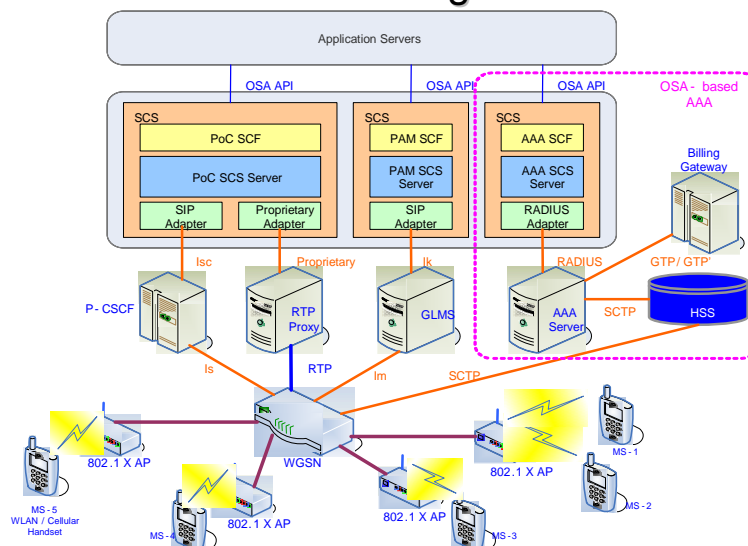 Application Servers
OSA API
OSA API
OSA API
OSA - based
AAA
SCS
SCS
SCS
PoC SCF
PAM SCF
AAA SCF
PoC SCS Server
PAM SCS
Server
AAA SCS
Server
SIP
Adapter
Proprietary
Adapter
SIP
Adapter
RADIUS
Adapter
Billing
Gateway
Isc
Proprietary
Ik
RADIUS
GTP / GTP'
P - CSCF
RTP
Proxy
GLMS
AAA
Server
SCTP
HSS
Is
RTP
Im
SCTP
WGSN
802.1 X AP
802.1 X AP
802.1 X AP
802.1 X AP
MS - 1
MS - 2
MS - 3
MS - 4
MS - 5
WLAN / Cellular
Handset